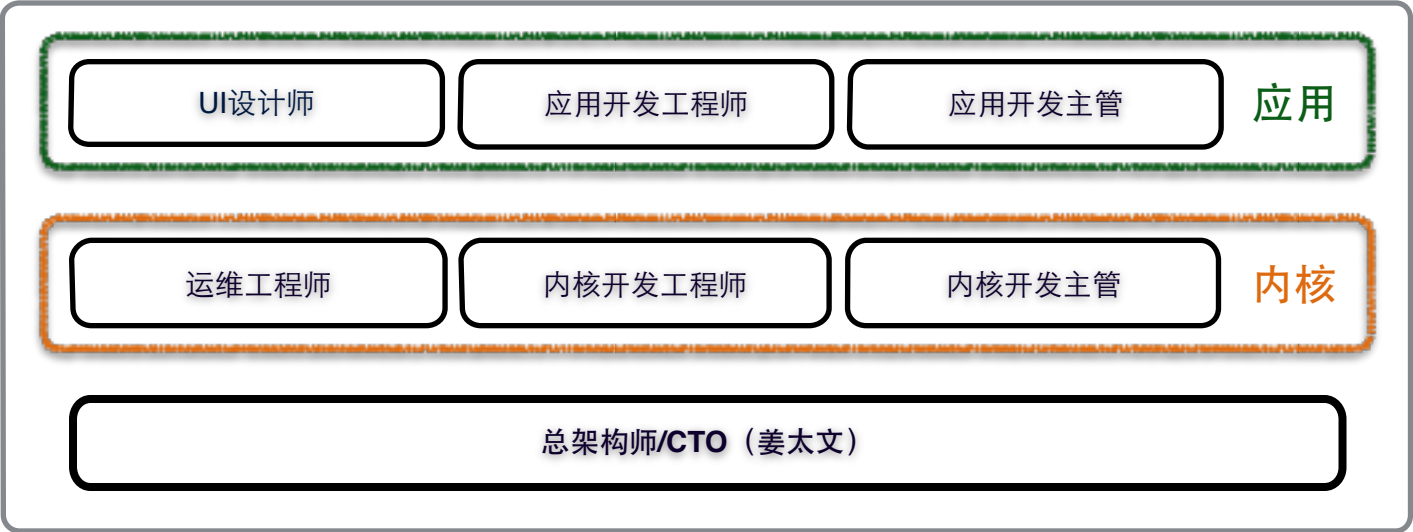 UI设计师
应用开发工程师
应用开发主管
应用
运维工程师
内核开发工程师
内核开发主管
内核
总架构师/CTO（姜太文）